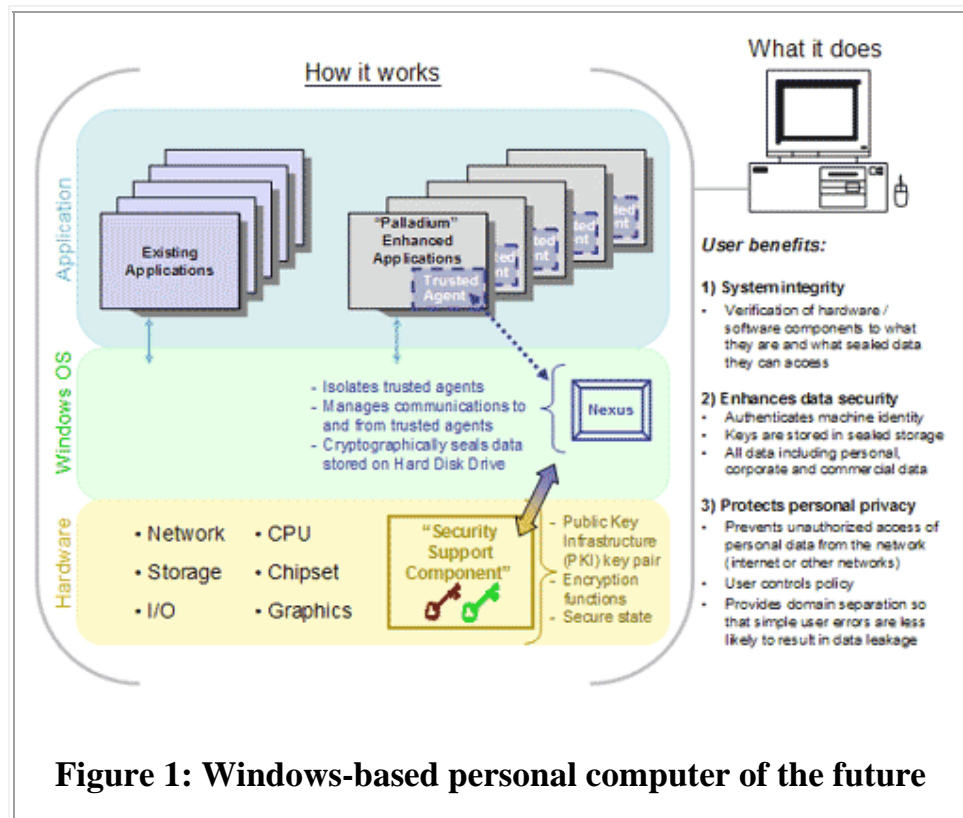 How it works
Application
Existing
Applications
"Palladium"
Enhanced
Applications
Trusted
Agent
Windows OS
- Isolates trusted agents
- Manages communications to
and from trusted agents
- Cryptographically seals data
stored on Hard Disk Drive
Nexus
Hardware
• Network
• Storage
• I/O
• CPU
• Chipset
• Graphics
"Security
Support
Component"
- Public Key
Infrastructure
(PKI) key pair
- Encryption
functions
- Secure state
What it does
User benefits:
1) System integrity
• Verification of hardware /
software components to what
they are and what sealed data
they can access
2) Enhances data security
• Authenticates machine identity
• Keys are stored in sealed storage
• All data including personal,
corporate and commercial data
3) Protects personal privacy
• Prevents unauthorized access of
personal data from the network
(internet or other networks)
• User controls policy
• Provides domain separation so
that simple user errors are less
likely to result in data leakage
Figure 1: Windows-based personal computer of the future